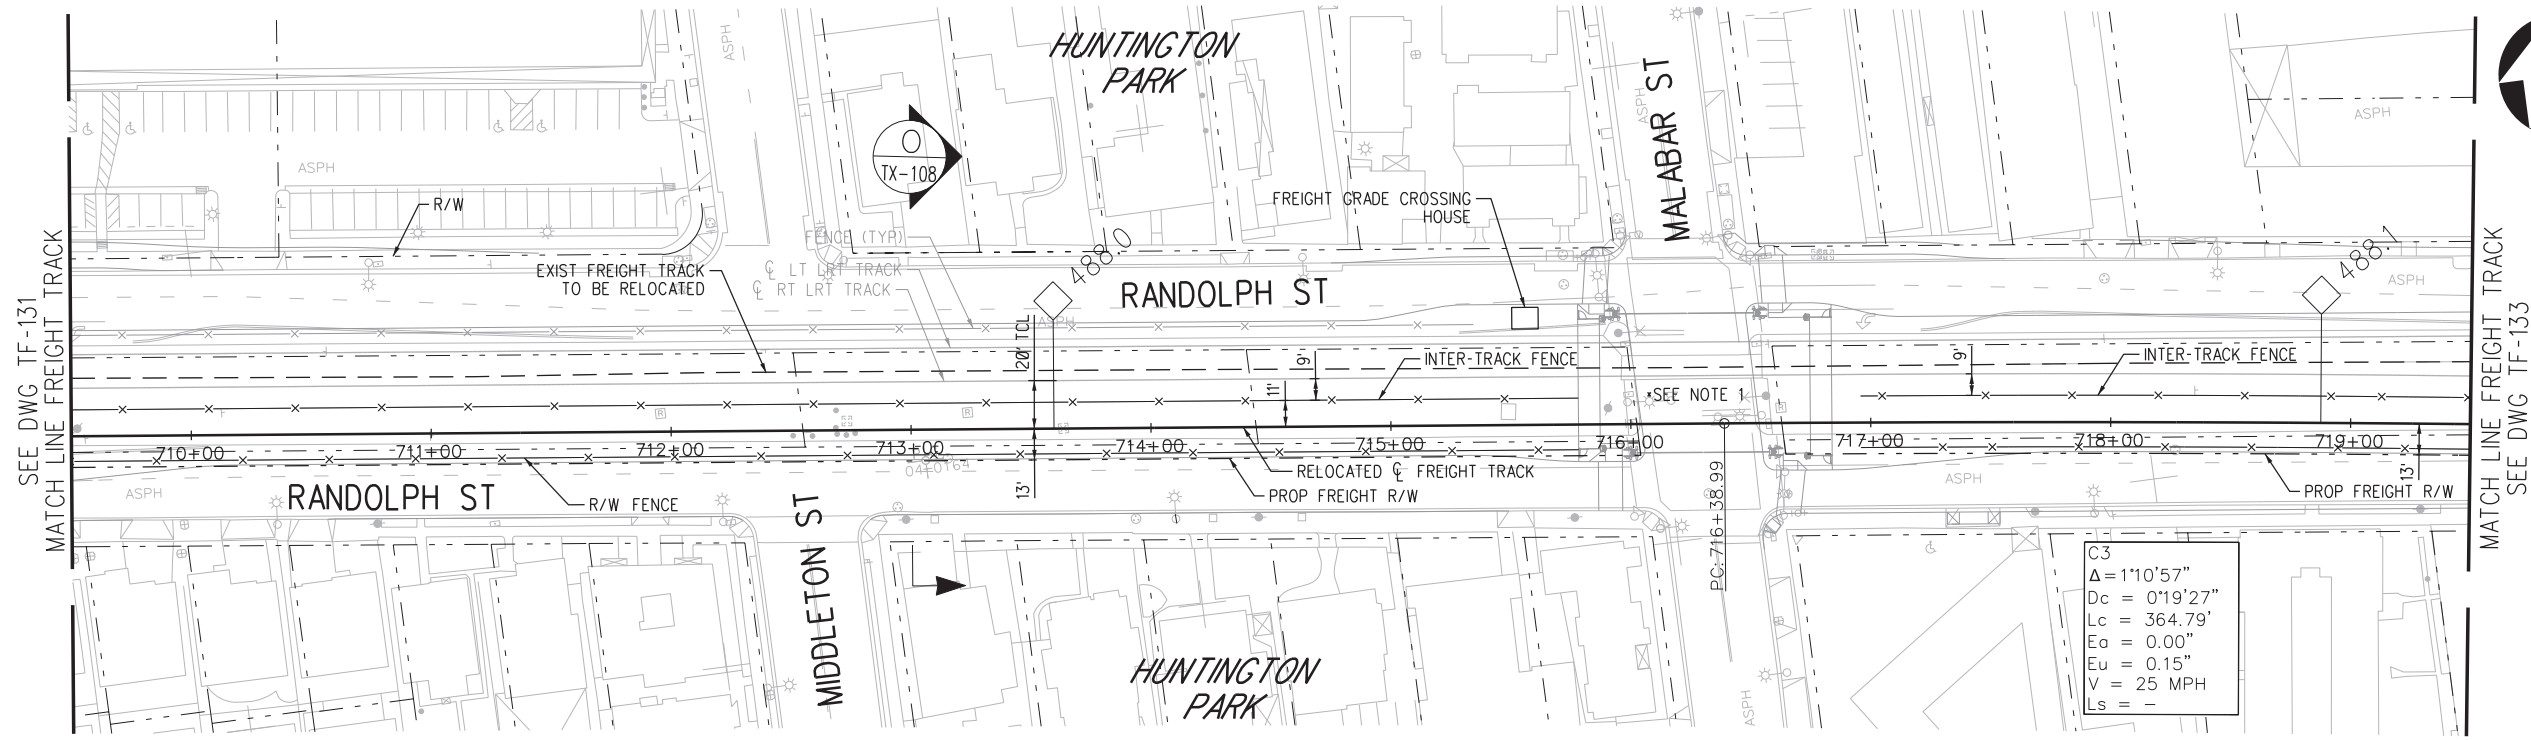 SEE DWG TF-131
MATCH LINE FREIGHT TRACK
ASPH
HUNTINGTON
PARK
O
TX-108
ASPH
R/W
FENCE (TYP)
℄ LT LRT TRACK
℄ RT LRT TRACK
EXIST FREIGHT TRACK
TO BE RELOCATED
488.0
RANDOLPH ST
ASPH
FREIGHT GRADE CROSSING
HOUSE
ASPH
MALABAR ST
ASPH
488.1
ASPH
20' TCL
9'
11'
INTER-TRACK FENCE
*SEE NOTE 1
9'
INTER-TRACK FENCE
710+00
711+00
712+00
713+00
714+00
715+00
716+00
717+00
718+00
719+00
13'
13'
RELOCATED ℄ FREIGHT TRACK
PROP FREIGHT R/W
PROP FREIGHT R/W
ASPH
RANDOLPH ST
R/W FENCE
MIDDLETON ST
PC: 716+38.99
ASPH
R
R
R
HUNTINGTON
PARK
ASPH
C3
Δ=1°10'57"
Dc = 0°19'27"
Lc = 364.79'
Ea = 0.00"
Eu = 0.15"
V = 25 MPH
Ls = -
MATCH LINE FREIGHT TRACK
SEE DWG TF-133